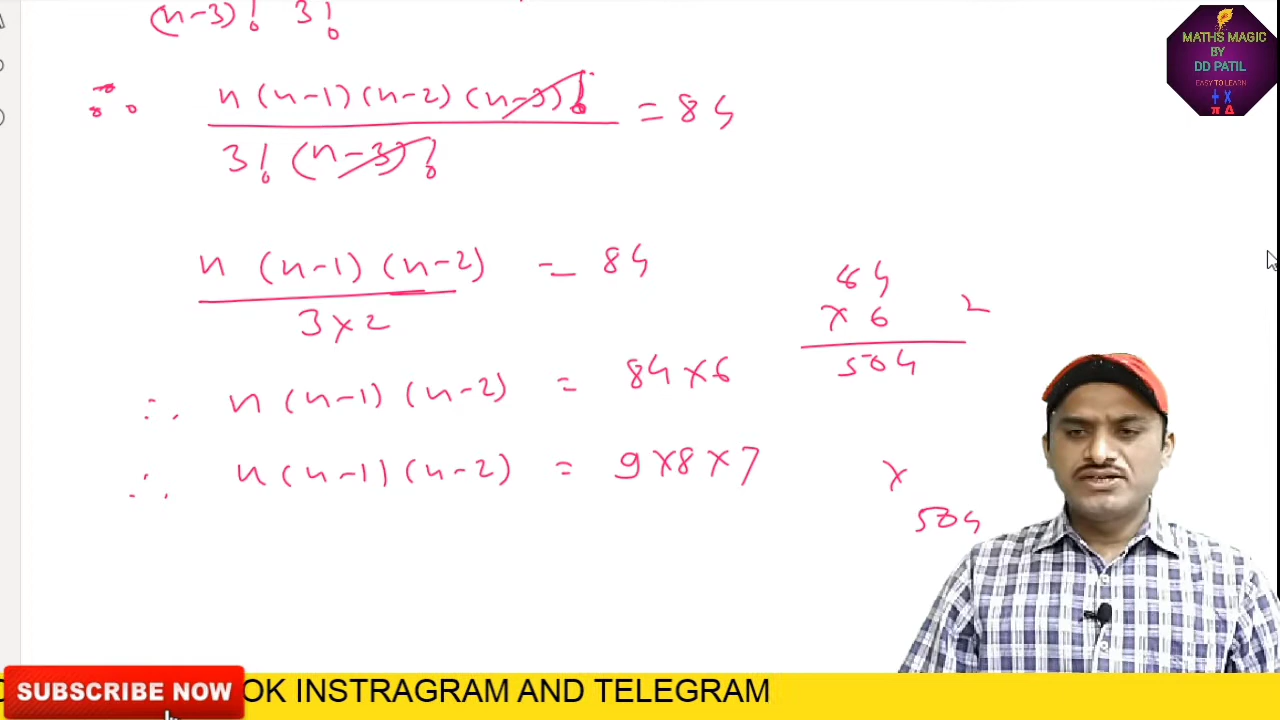 (n-3)! 3!
MATHS MAGIC
BY
DD PATIL
EASY TO LEARN
+ X
π Δ
∴ n (n-1) (n-2) (n-3)! = 84
3! (n-3)!
n (n-1) (n-2) = 84
3 x 2
84
x 6 2
504
∴ n (n-1) (n-2) = 84 x 6
∴ n (n-1) (n-2) = 9 x 8 x 7
x
504
SUBSCRIBE NOW
OK INSTRAGRAM AND TELEGRAM